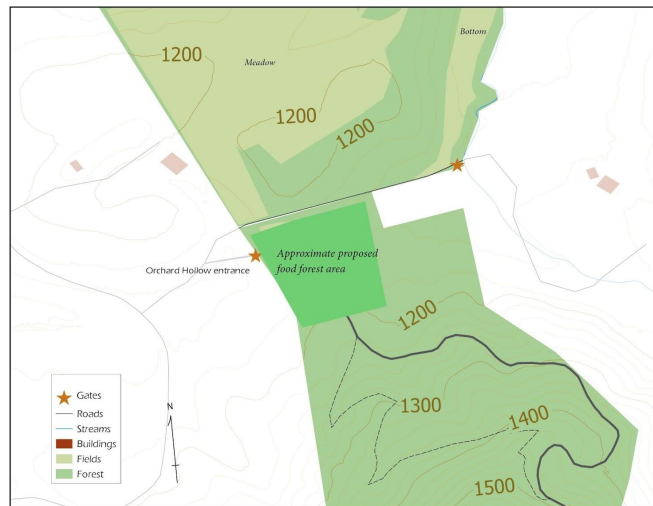 Bottom
1200
Meadow
1200
1200
Approximate proposed
food forest area
Orchard Hollow entrance
1200
1300
1400
1500
N
Gates
Roads
Streams
Buildings
Fields
Forest